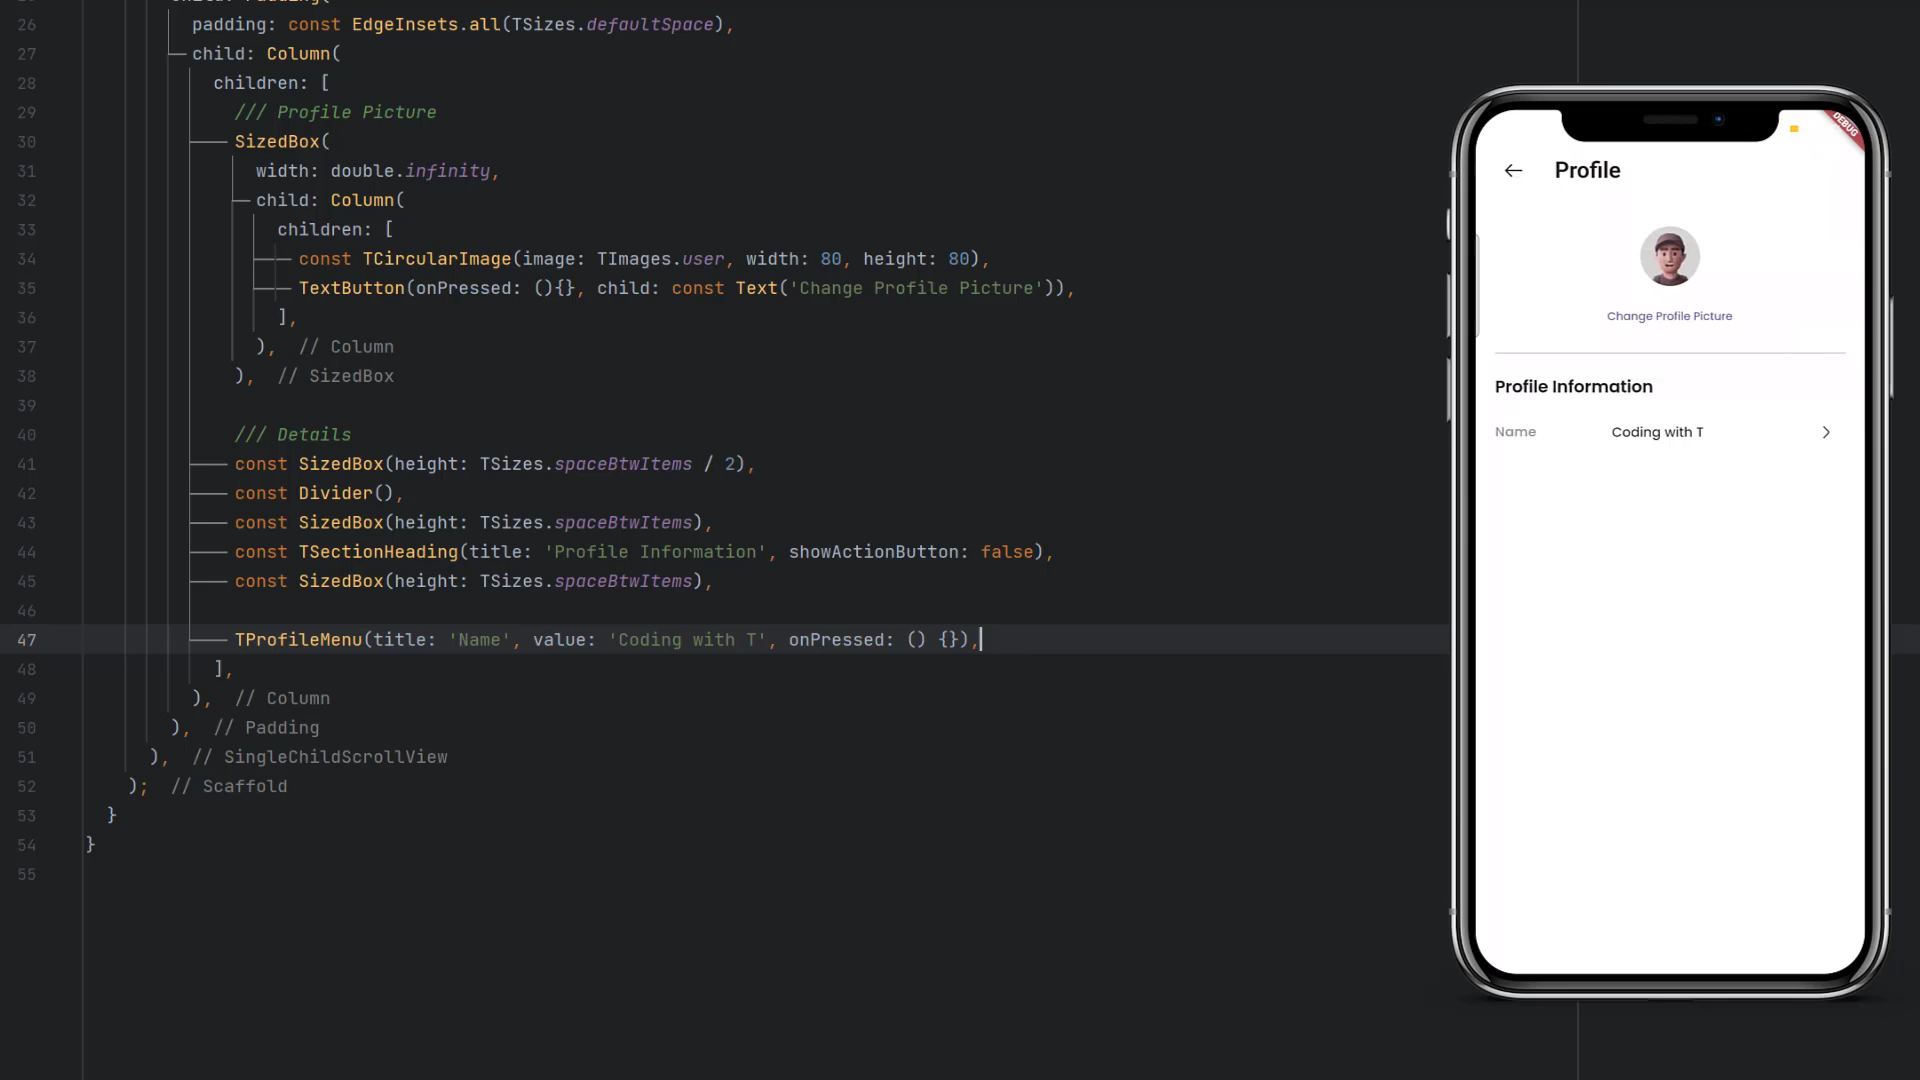 26 padding: const EdgeInsets.all(TSizes.defaultSpace),
27 child: Column(
28 children: [
29 /// Profile Picture
30 SizedBox(
31 width: double.infinity,
32 child: Column(
33 children: [
34 const TCircularImage(image: TImages.user, width: 80, height: 80),
35 TextButton(onPressed: (){}, child: const Text('Change Profile Picture')),
36 ],
37 ), // Column
38 ), // SizedBox
39
40 /// Details
41 const SizedBox(height: TSizes.spaceBtwItems / 2),
42 const Divider(),
43 const SizedBox(height: TSizes.spaceBtwItems),
44 const TSectionHeading(title: 'Profile Information', showActionButton: false),
45 const SizedBox(height: TSizes.spaceBtwItems),
46
47 TProfileMenu(title: 'Name', value: 'Coding with T', onPressed: () {}),
48 ],
49 ), // Column
50 ), // Padding
51 ), // SingleChildScrollView
52 ); // Scaffold
53 }
54 }
55
DEBUG
Profile
Change Profile Picture
Profile Information
Name Coding with T